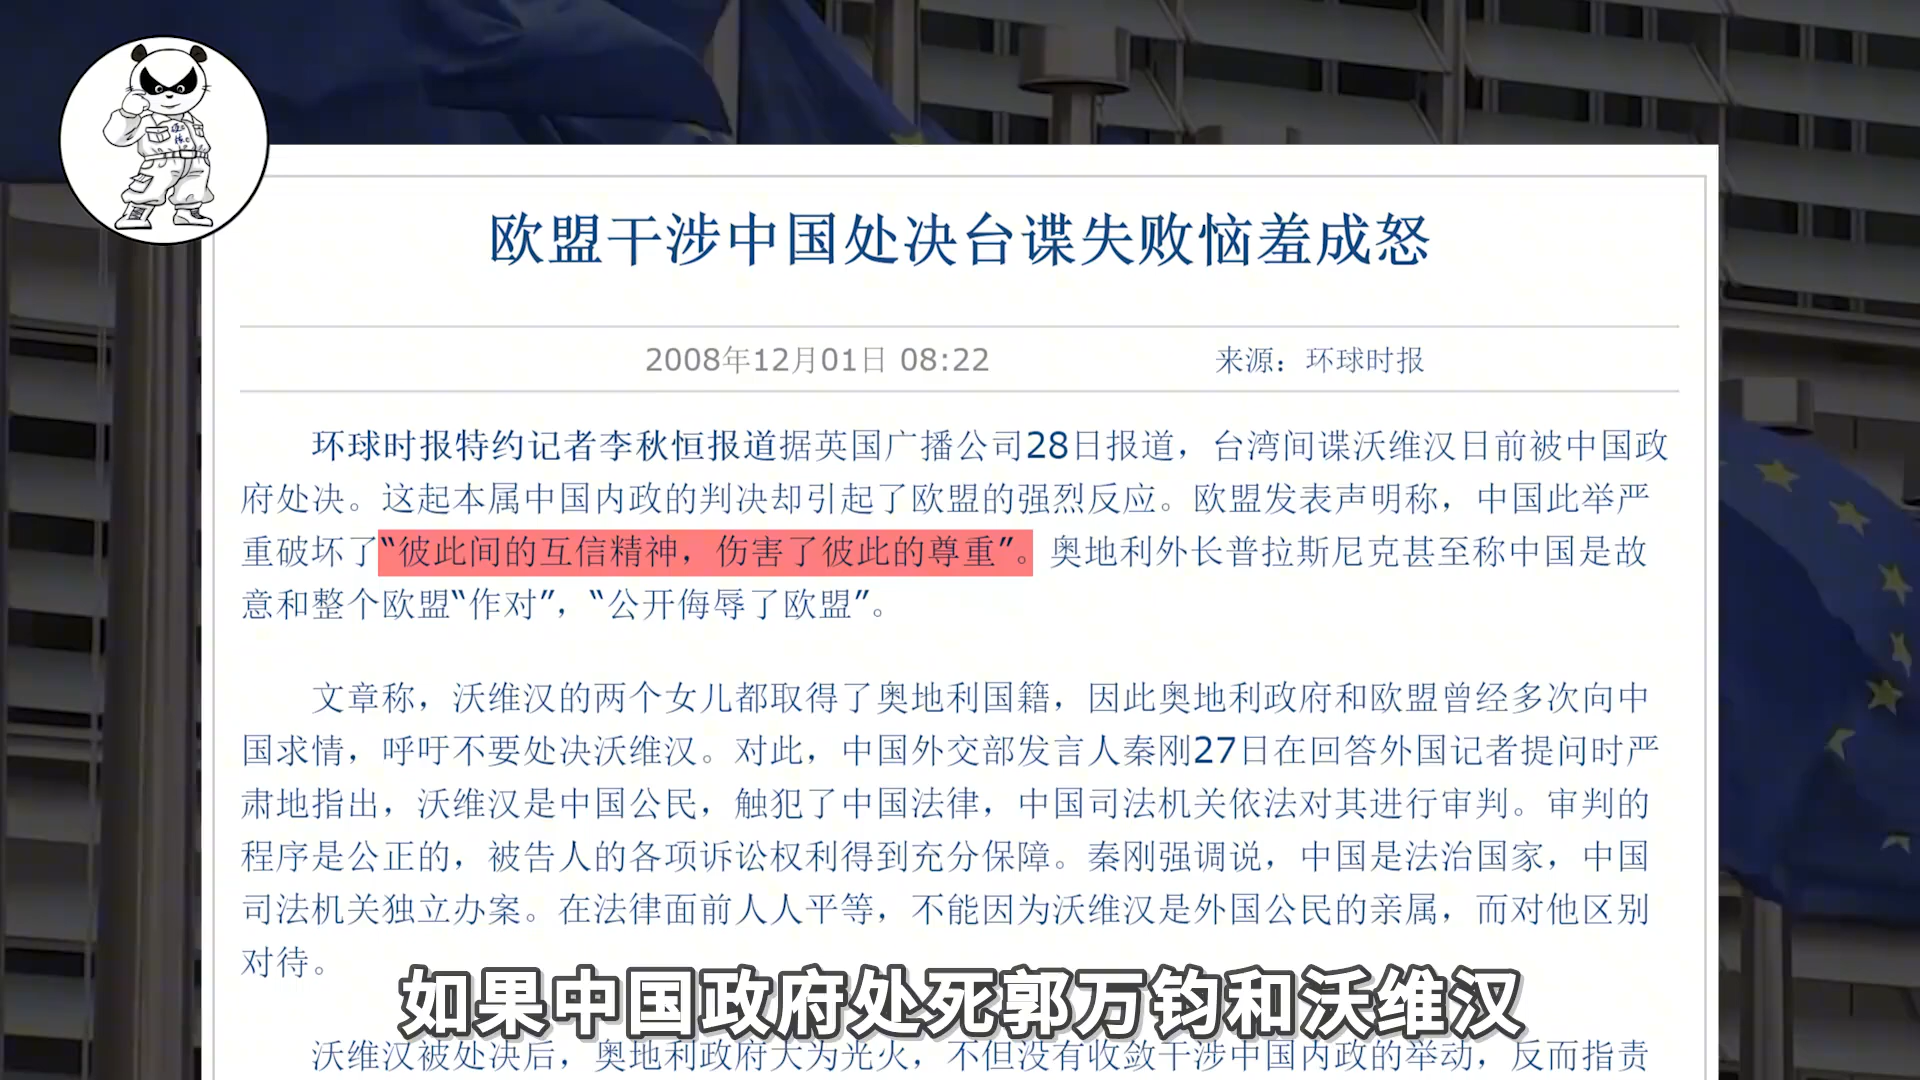 欧盟干涉中国处决台谍失败恼羞成怒
2008年12月01日 08:22 来源：环球时报
环球时报特约记者李秋恒报道据英国广播公司28日报道，台湾间谍沃维汉日前被中国政
府处决。这起本属中国内政的判决却引起了欧盟的强烈反应。欧盟发表声明称，中国此举严
重破坏了“彼此间的互信精神，伤害了彼此的尊重”。奥地利外长普拉斯尼克甚至称中国是故
意和整个欧盟“作对”，“公开侮辱了欧盟”。
文章称，沃维汉的两个女儿都取得了奥地利国籍，因此奥地利政府和欧盟曾经多次向中
国求情，呼吁不要处决沃维汉。对此，中国外交部发言人秦刚27日在回答外国记者提问时严
肃地指出，沃维汉是中国公民，触犯了中国法律，中国司法机关依法对其进行审判。审判的
程序是公正的，被告人的各项诉讼权利得到充分保障。秦刚强调说，中国是法治国家，中国
司法机关独立办案。在法律面前人人平等，不能因为沃维汉是外国公民的亲属，而对他区别
对待。
如果中国政府处死郭万钧和沃维汉
沃维汉被处决后，奥地利政府大为光火，不但没有收敛干涉中国内政的举动，反而指责